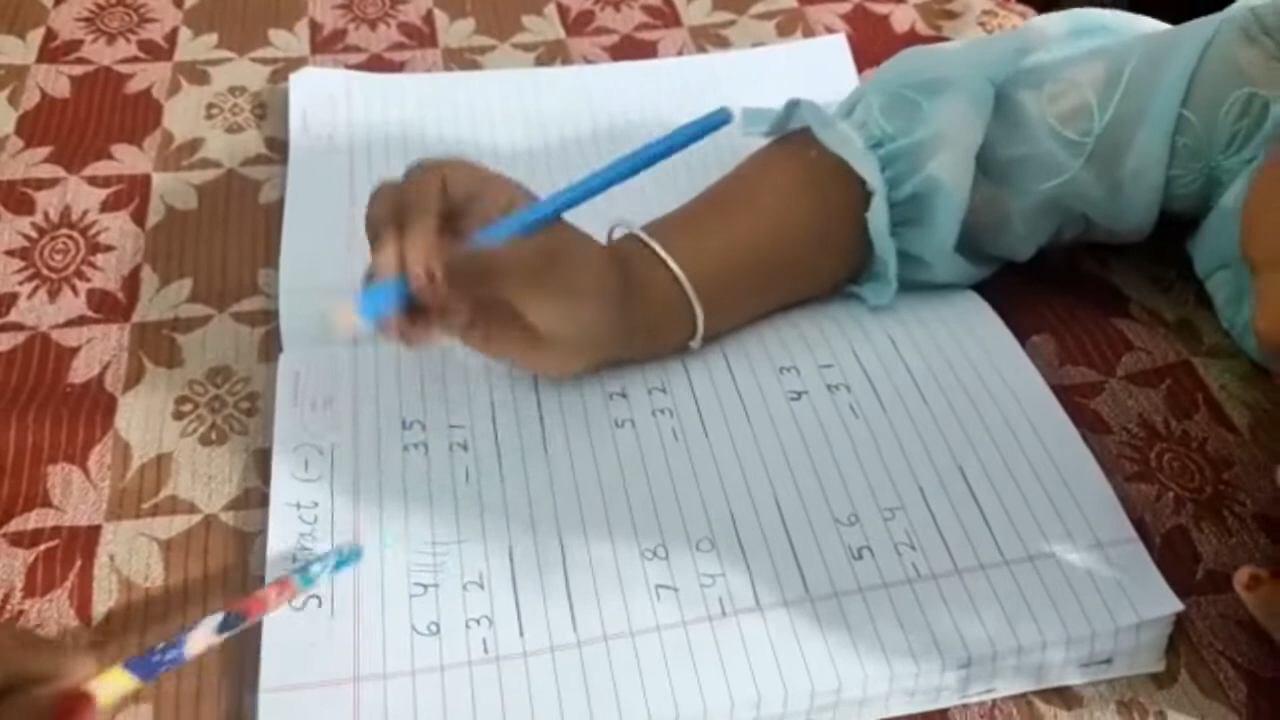 Subtract (-)
64 |||| 35
-32 | -21
78 52
-40 -32
56 43
-24 -31